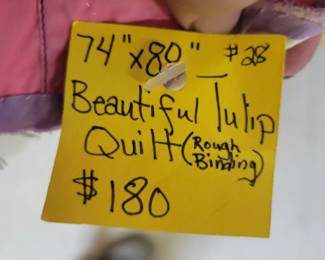 74"x80" #28
Beautiful Tulip
Quilt (Rough
Binding)
$180